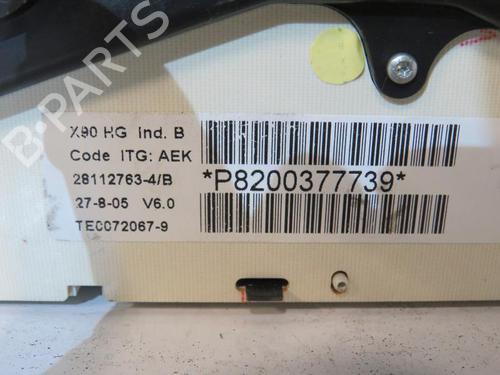 X90 HG Ind. B
Code ITG: AEK
28112763-4/B
27-8-05 V6.0
TE0072067-9
*P8200377739*
B-PARTS